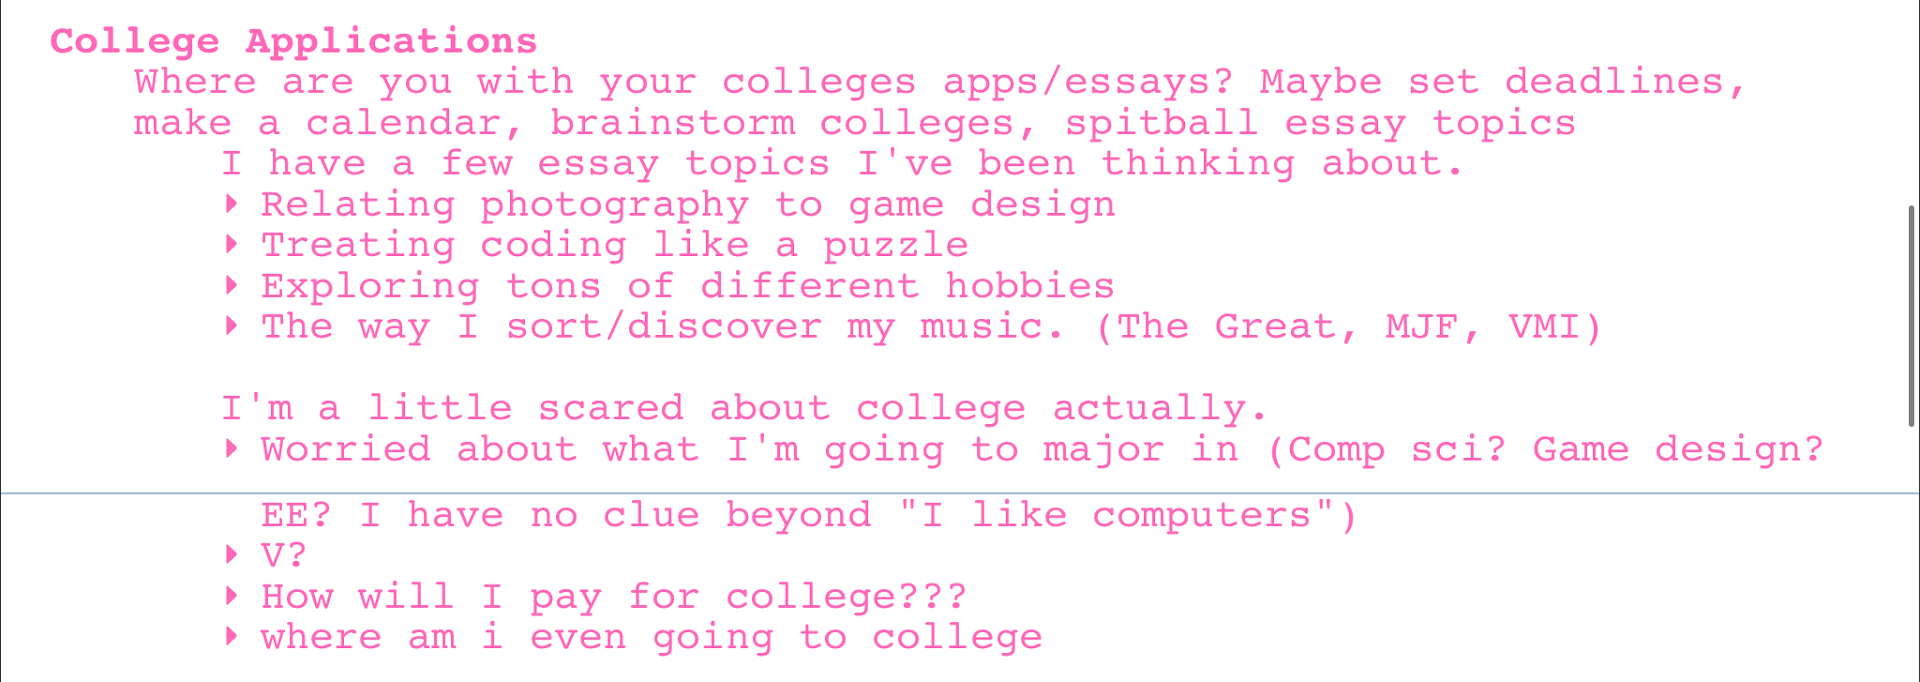 College Applications
Where are you with your colleges apps/essays? Maybe set deadlines,
make a calendar, brainstorm colleges, spitball essay topics
I have a few essay topics I've been thinking about.
‣ Relating photography to game design
‣ Treating coding like a puzzle
‣ Exploring tons of different hobbies
‣ The way I sort/discover my music. (The Great, MJF, VMI)
I'm a little scared about college actually.
‣ Worried about what I'm going to major in (Comp sci? Game design?
EE? I have no clue beyond "I like computers")
‣ V?
‣ How will I pay for college???
‣ where am i even going to college